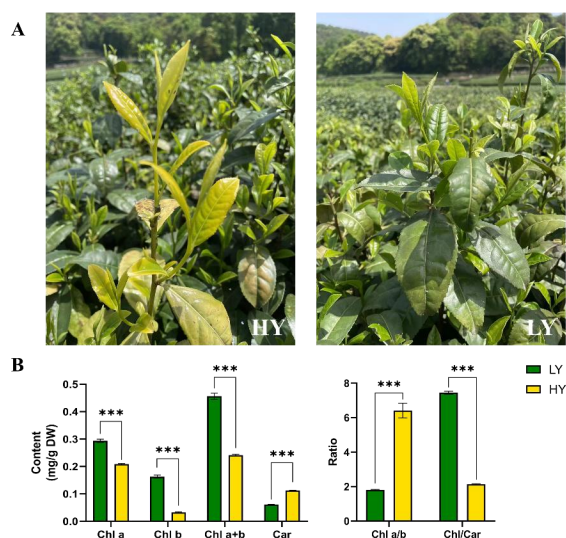 A
HY
LY
B
Content
(mg/g DW)
0.5
0.4
0.3
0.2
0.1
0.0
***
***
***
***
Chl a
Chl b
Chl a+b
Car
Ratio
8
6
4
2
0
***
***
Chl a/b
Chl/Car
LY
HY